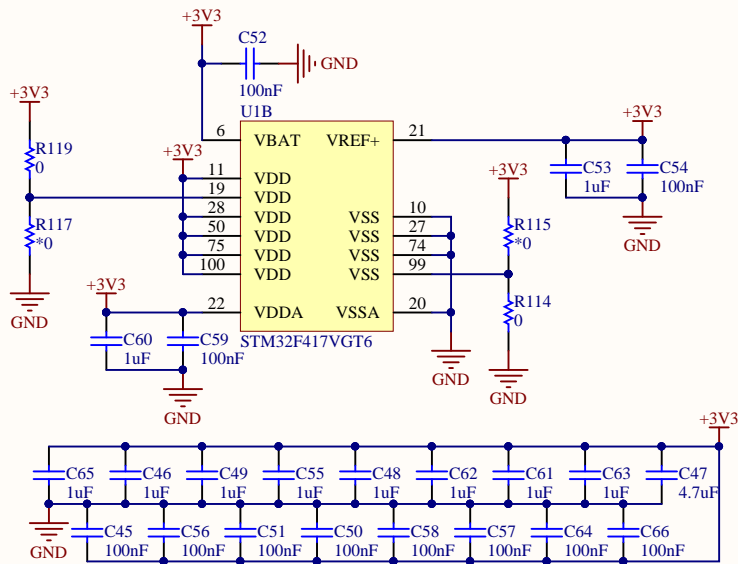 +3V3
C52
100nF
GND
U1B
+3V3
R119
0
R117
*0
GND
+3V3
6 VBAT VREF+ 21
11 VDD
19 VDD
28 VDD VSS 10
50 VDD VSS 27
75 VDD VSS 74
100 VDD VSS 99
22 VDDA VSSA 20
STM32F417VGT6
+3V3
C53
1uF
C54
100nF
GND
+3V3
R115
*0
R114
0
GND
GND
+3V3
C60
1uF
C59
100nF
GND
+3V3
C65 C46 C49 C55 C48 C62 C61 C63 C47
1uF 1uF 1uF 1uF 1uF 1uF 1uF 1uF 4.7uF
GND
C45 C56 C51 C50 C58 C57 C64 C66
100nF 100nF 100nF 100nF 100nF 100nF 100nF 100nF